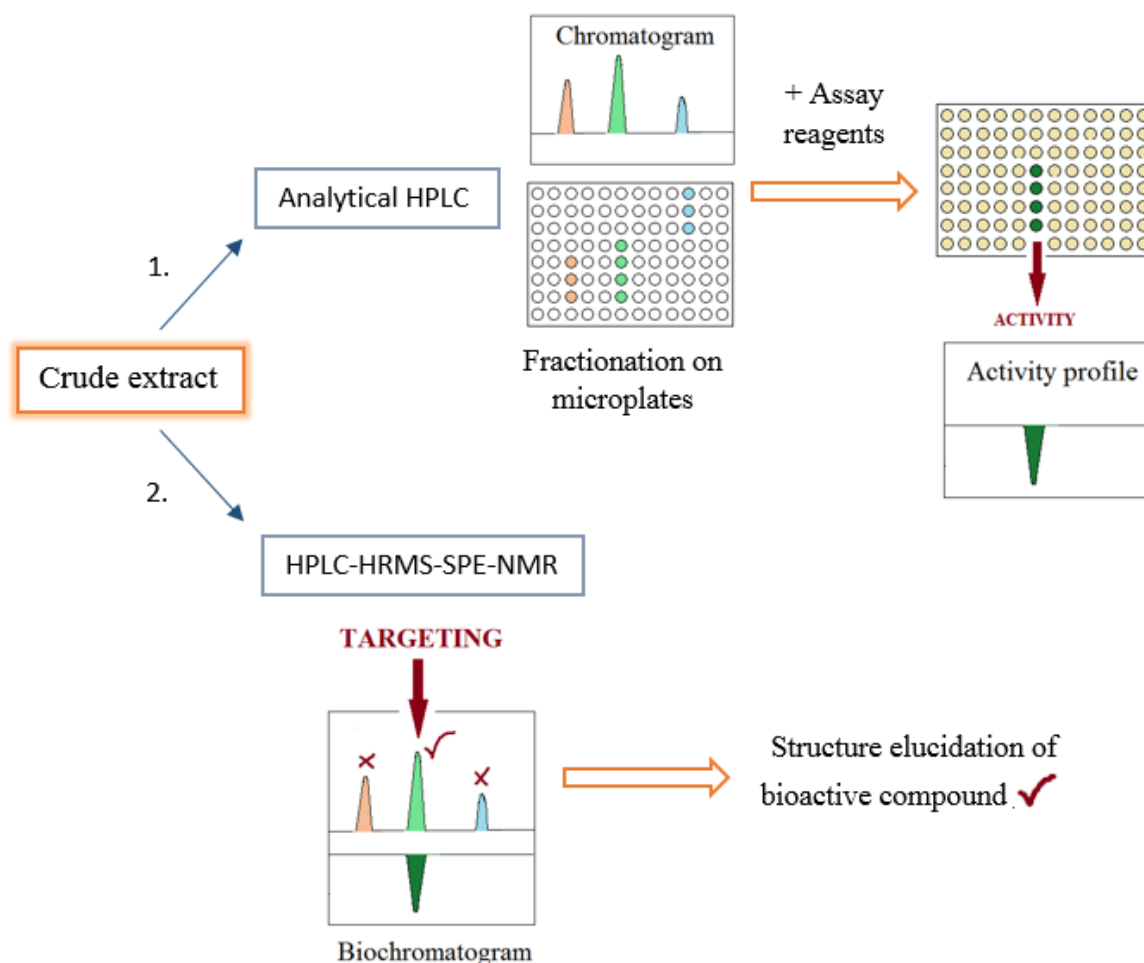 Chromatogram
+ Assay
reagents
Analytical HPLC
1.
ACTIVITY
Fractionation on
microplates
Activity profile
Crude extract
2.
HPLC-HRMS-SPE-NMR
TARGETING
Structure elucidation of
bioactive compound
Biochromatogram